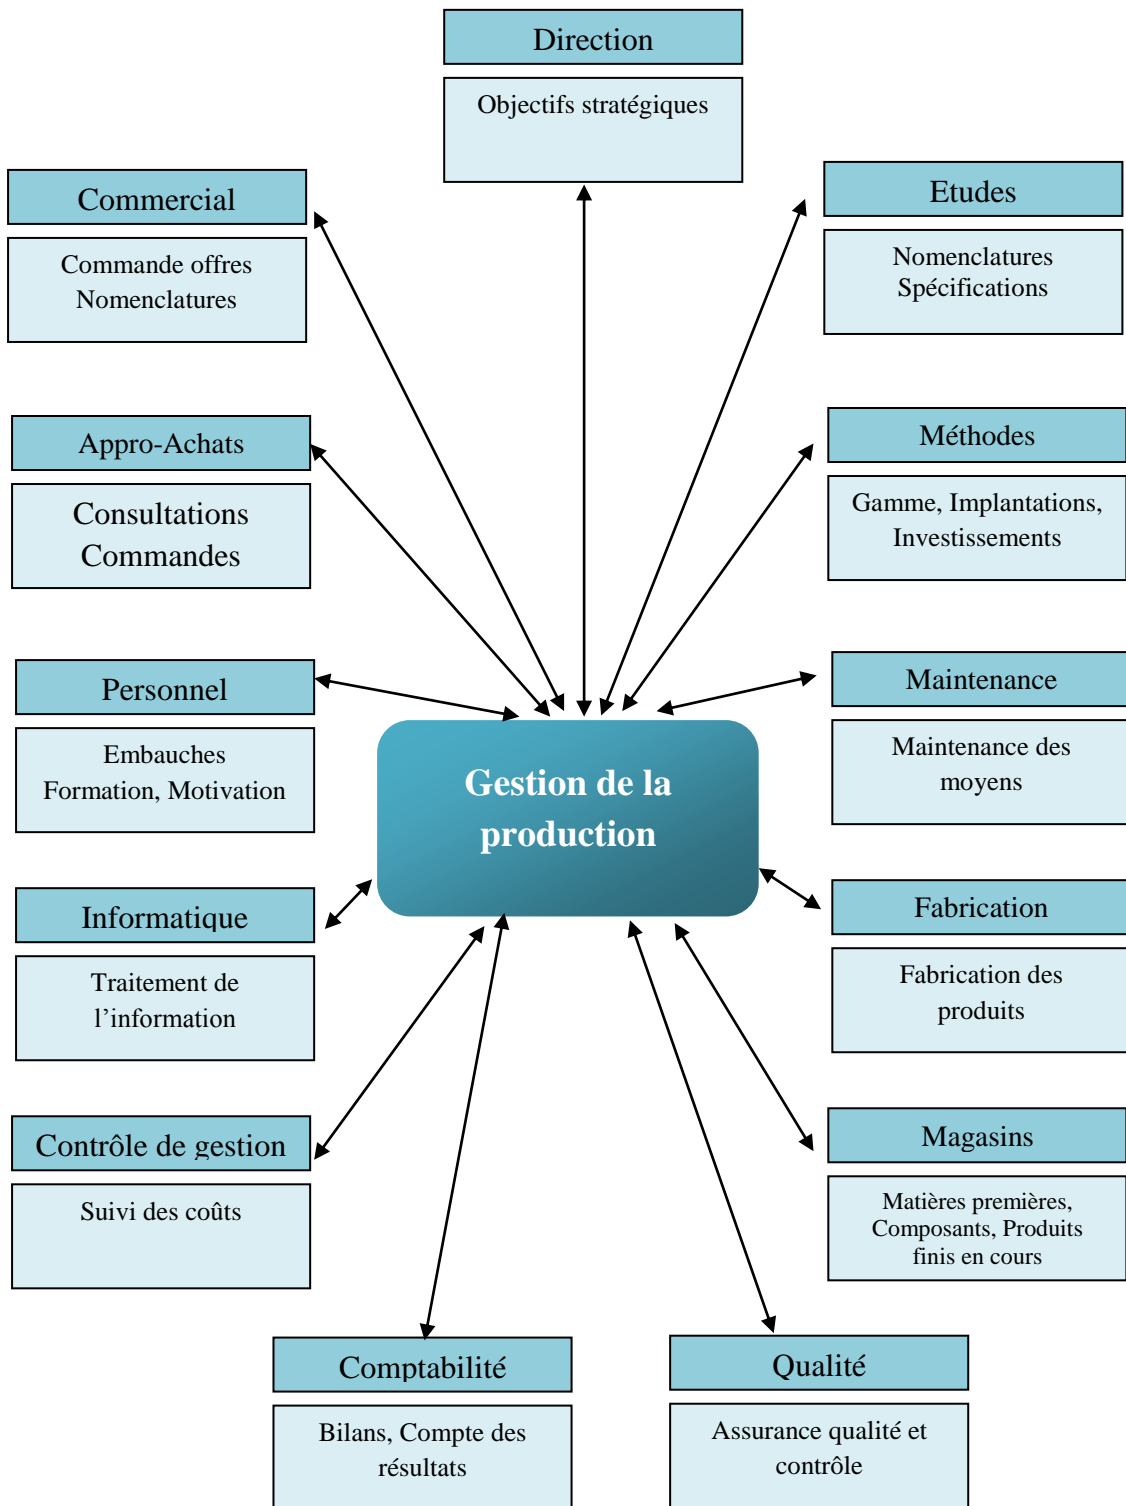 Direction
Objectifs stratégiques
Commercial
Commande offres
Nomenclatures
Etudes
Nomenclatures
Spécifications
Appro-Achats
Consultations
Commandes
Méthodes
Gamme, Implantations,
Investissements
Personnel
Embauches
Formation, Motivation
Gestion de la
production
Maintenance
Maintenance des
moyens
Informatique
Traitement de
l’information
Fabrication
Fabrication des
produits
Contrôle de gestion
Suivi des coûts
Magasins
Matières premières,
Composants, Produits
finis en cours
Comptabilité
Bilans, Compte des
résultats
Qualité
Assurance qualité et
contrôle